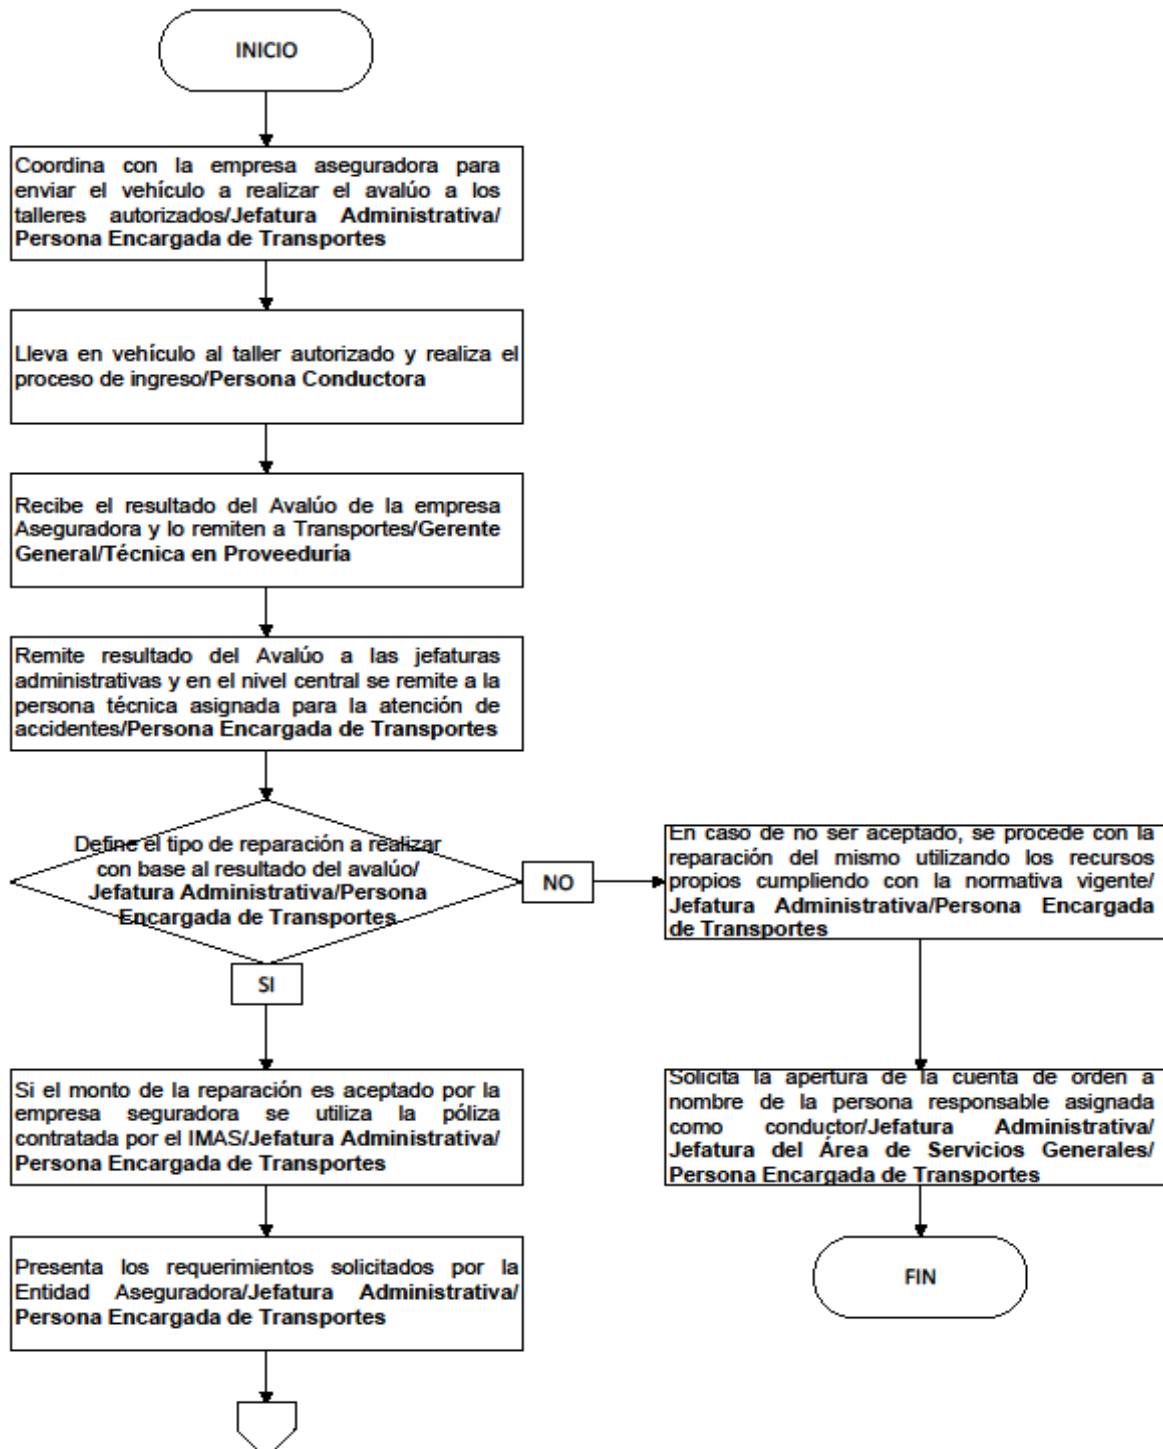 INICIO
Coordina con la empresa aseguradora para
enviar el vehículo a realizar el avalúo a los
talleres autorizados/Jefatura Administrativa/
Persona Encargada de Transportes
Lleva en vehículo al taller autorizado y realiza el
proceso de ingreso/Persona Conductora
Recibe el resultado del Avalúo de la empresa
Aseguradora y lo remiten a Transportes/Gerente
General/Técnica en Proveeduría
Remite resultado del Avalúo a las jefaturas
administrativas y en el nivel central se remite a la
persona técnica asignada para la atención de
accidentes/Persona Encargada de Transportes
Define el tipo de reparación a realizar
con base al resultado del avalúo/
Jefatura Administrativa/Persona
Encargada de Transportes
NO
En caso de no ser aceptado, se procede con la
reparación del mismo utilizando los recursos
propios cumpliendo con la normativa vigente/
Jefatura Administrativa/Persona Encargada
de Transportes
SI
Si el monto de la reparación es aceptado por la
empresa seguradora se utiliza la póliza
contratada por el IMAS/Jefatura Administrativa/
Persona Encargada de Transportes
Solicita la apertura de la cuenta de orden a
nombre de la persona responsable asignada
como conductor/Jefatura Administrativa/
Jefatura del Área de Servicios Generales/
Persona Encargada de Transportes
Presenta los requerimientos solicitados por la
Entidad Aseguradora/Jefatura Administrativa/
Persona Encargada de Transportes
FIN